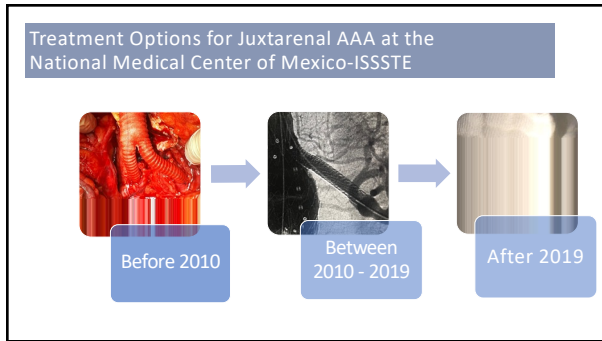 Treatment Options for Juxtarenal AAA at the
National Medical Center of Mexico-ISSSTE
Before 2010
Between
2010 - 2019
After 2019